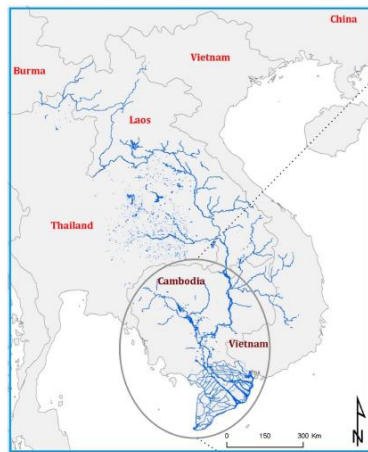 China
Vietnam
Burma
Laos
Thailand
Cambodia
Vietnam
0 150 300 Km
N